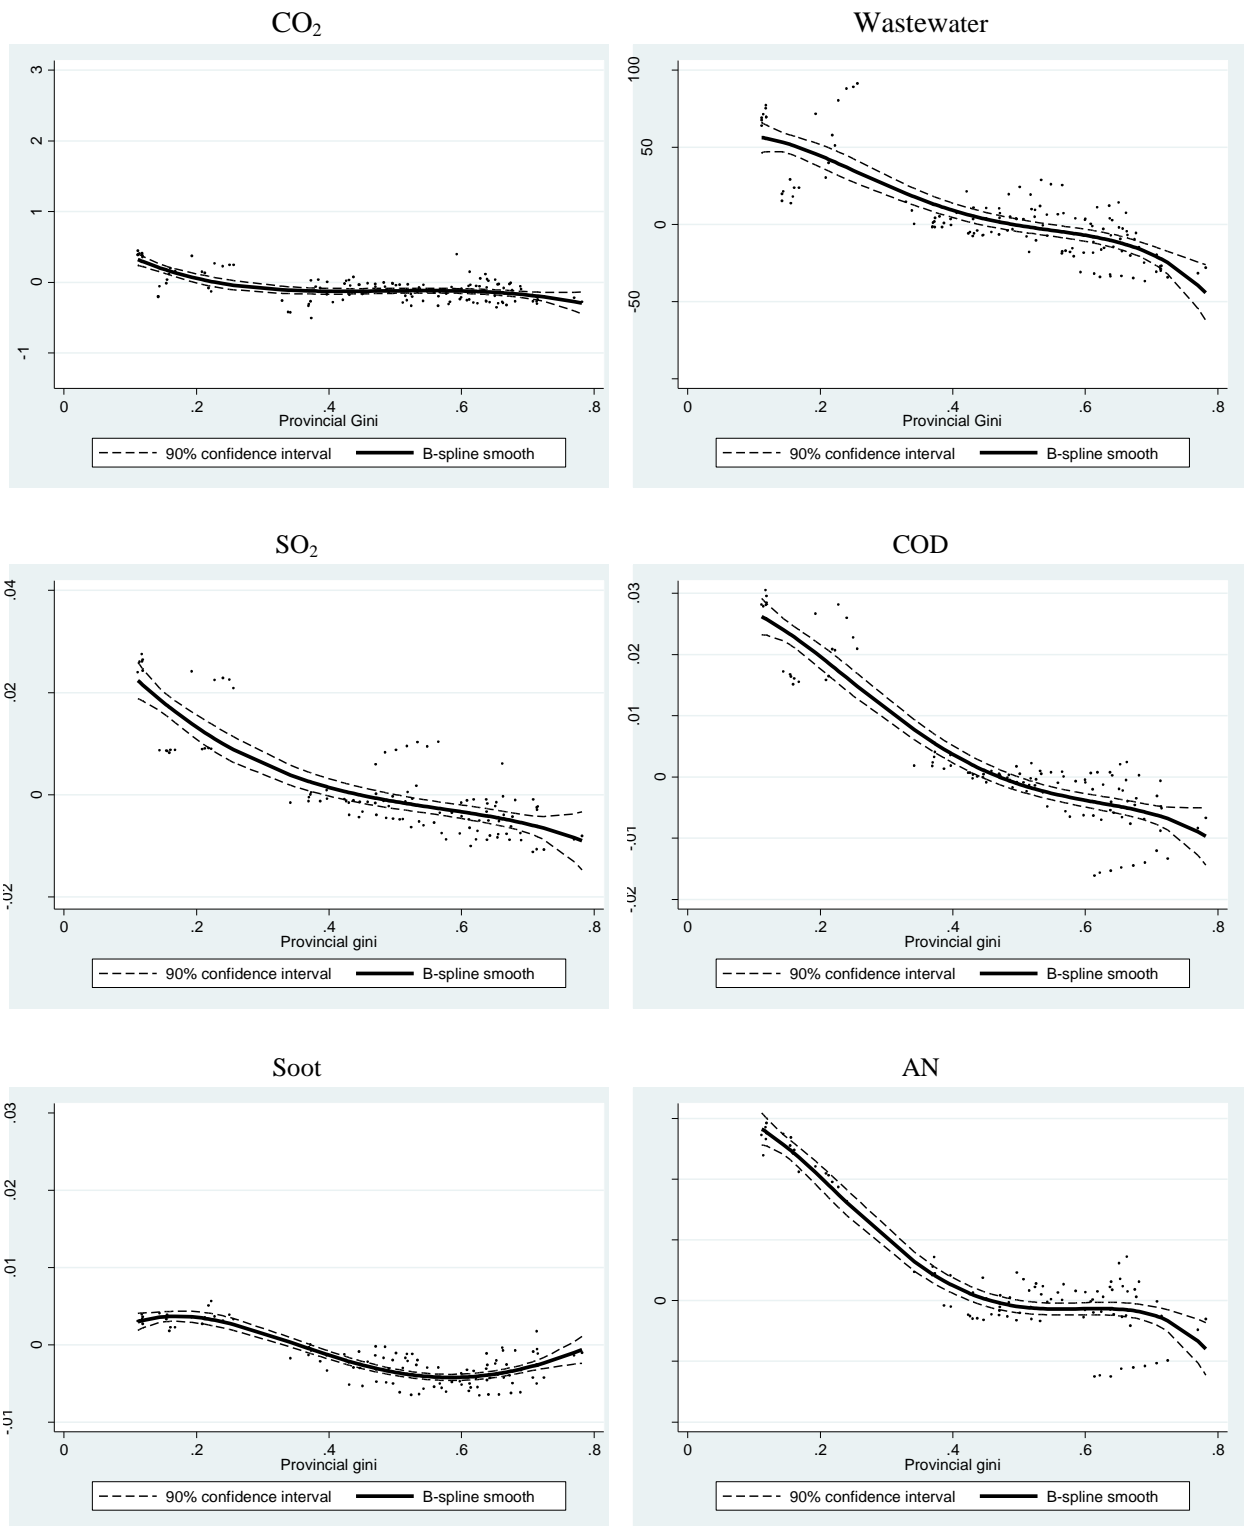 CO2 Wastewater
3
2
1
0
-1
0 .2 .4 .6 .8
Provincial Gini
90% confidence interval B-spline smooth
100
50
0
-50
0 .2 .4 .6 .8
Provincial Gini
90% confidence interval B-spline smooth
SO2 COD
.04
.02
0
-.02
0 .2 .4 .6 .8
Provincial gini
90% confidence interval B-spline smooth
.03
.02
.01
0
-.01
-.02
0 .2 .4 .6 .8
Provincial gini
90% confidence interval B-spline smooth
Soot AN
.03
.02
.01
0
-.01
0 .2 .4 .6 .8
Provincial gini
90% confidence interval B-spline smooth
0
0 .2 .4 .6 .8
Provincial gini
90% confidence interval B-spline smooth